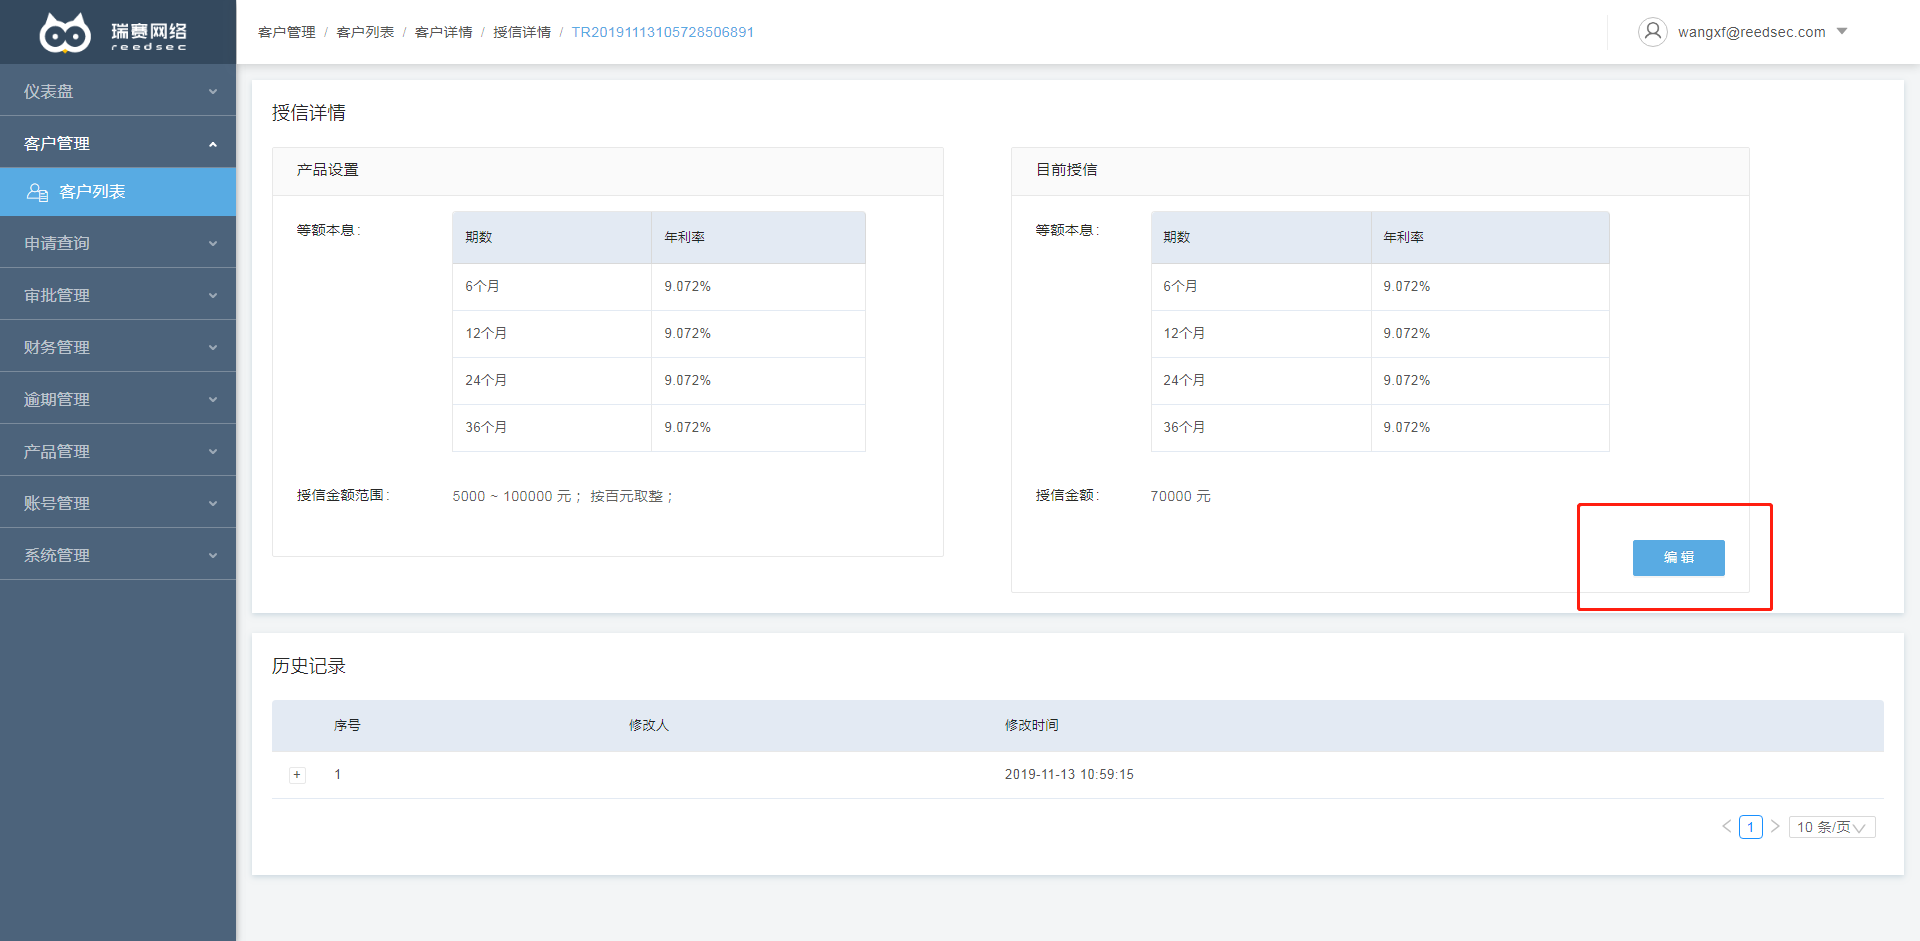 瑞赛网络
reedsec
客户管理 / 客户列表 / 客户详情 / 授信详情 / TR20191113105728506891
wangxf@reedsec.com
仪表盘
客户管理
客户列表
申请查询
审批管理
财务管理
逾期管理
产品管理
账号管理
系统管理
授信详情
产品设置
等额本息:
期数 年利率
6个月 9.072%
12个月 9.072%
24个月 9.072%
36个月 9.072%
授信金额范围: 5000 ~ 100000 元 ; 按百元取整 ;
目前授信
等额本息:
期数 年利率
6个月 9.072%
12个月 9.072%
24个月 9.072%
36个月 9.072%
授信金额: 70000 元
编 辑
历史记录
序号 修改人 修改时间
+ 1 2019-11-13 10:59:15
< 1 > 10 条/页